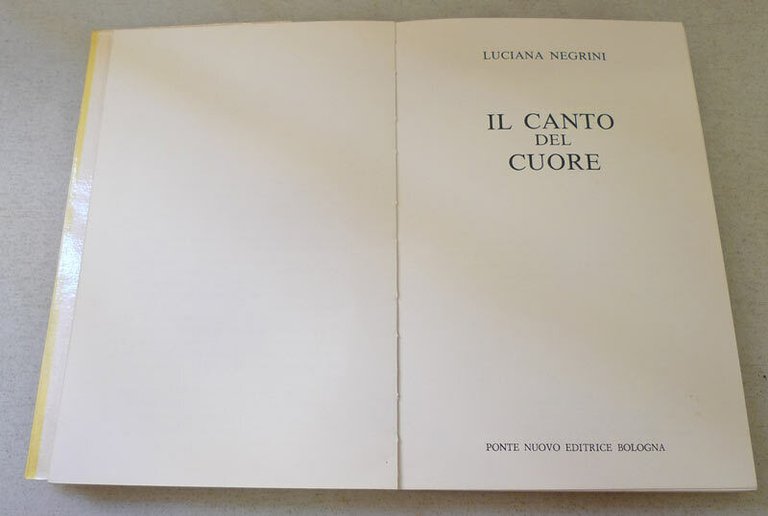 LUCIANA NEGRINI
IL CANTO
DEL
CUORE
PONTE NUOVO EDITRICE BOLOGNA